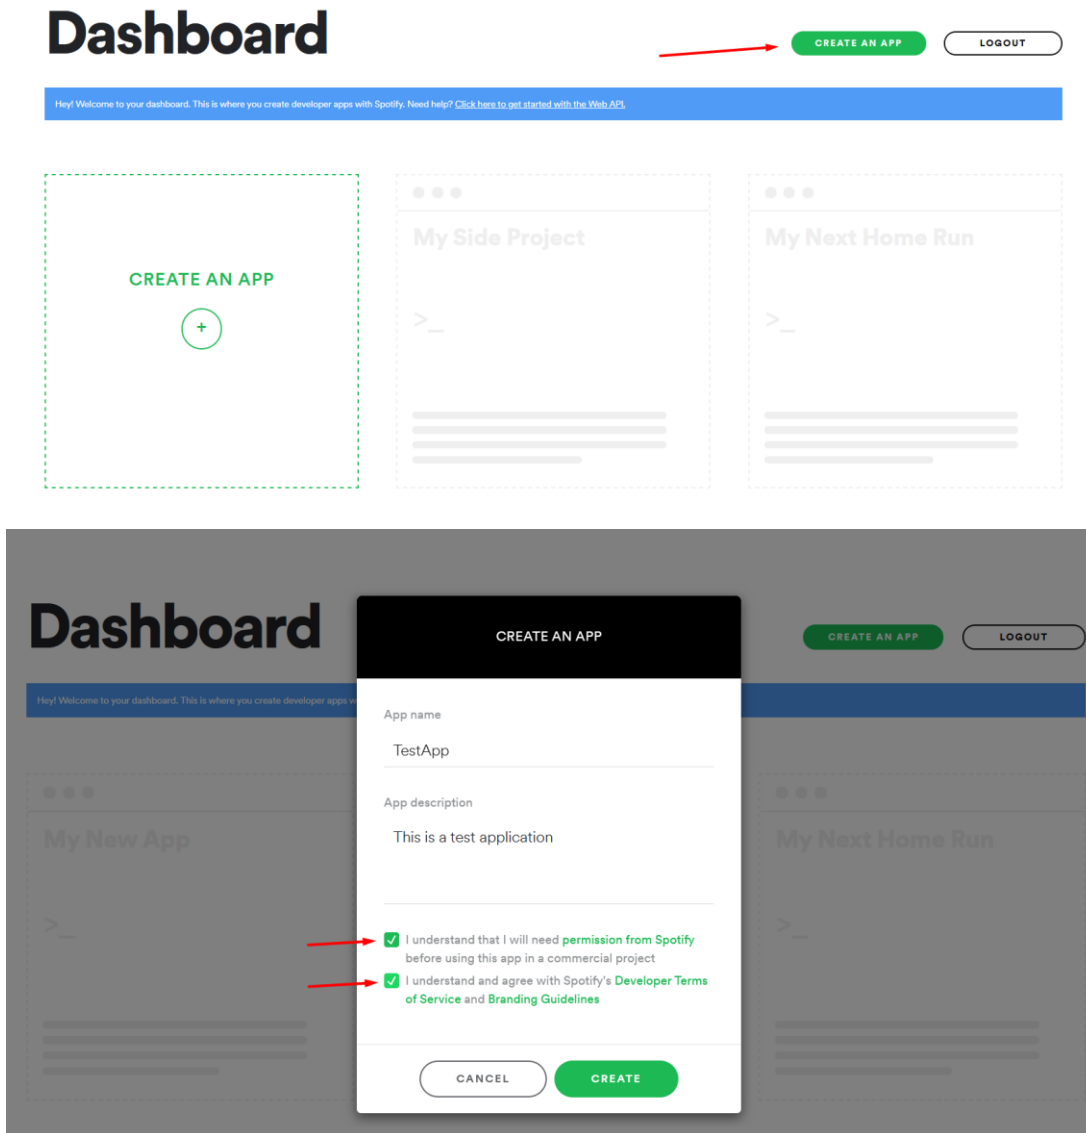 Dashboard
CREATE AN APP
LOGOUT
Hey! Welcome to your dashboard. This is where you create developer apps with Spotify. Need help? Click here to get started with the Web API.
CREATE AN APP
+
My Side Project
>_
My Next Home Run
>_
Dashboard
CREATE AN APP
LOGOUT
Hey! Welcome to your dashboard. This is where you create developer apps
My New App
>_
My Next Home Run
>_
CREATE AN APP
App name
TestApp
App description
This is a test application
I understand that I will need permission from Spotify
before using this app in a commercial project
I understand and agree with Spotify's Developer Terms
of Service and Branding Guidelines
CANCEL
CREATE